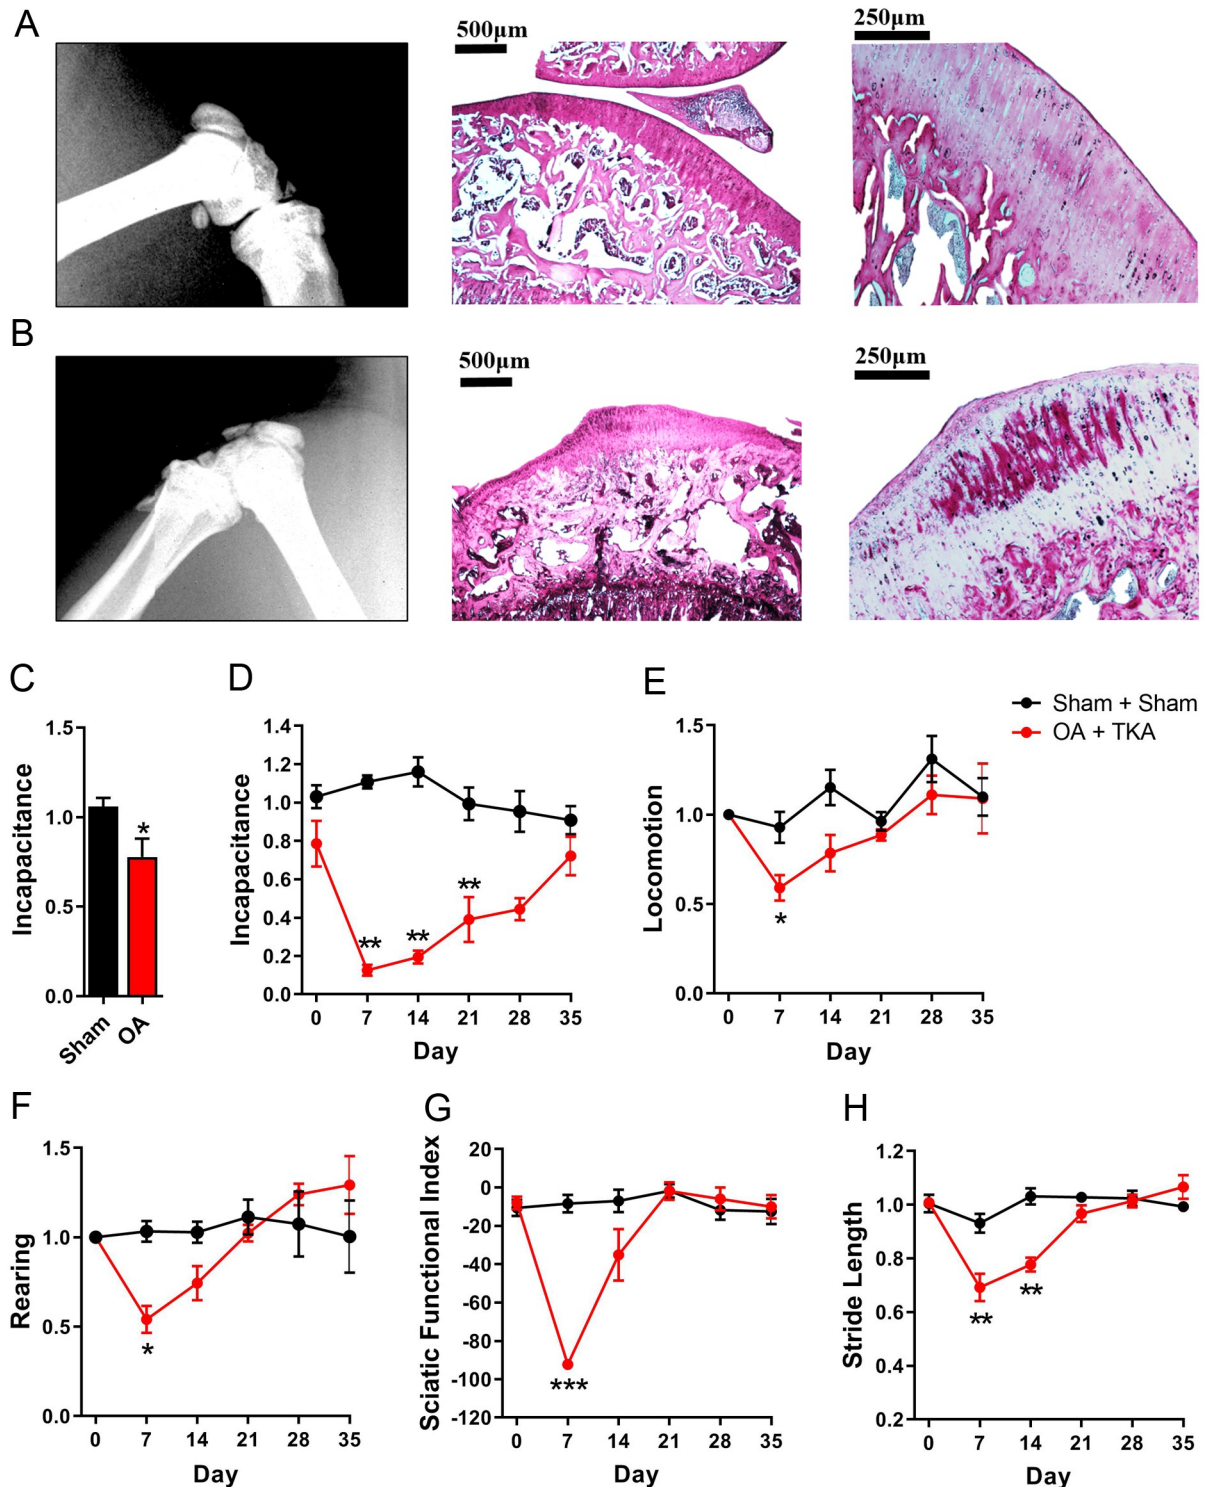 A
500μm
250μm
B
500μm
250μm
C
Incapacitance
1.5
1.0
0.5
0.0
Sham
OA
*
D
Incapacitance
1.4
1.2
1.0
0.8
0.6
0.4
0.2
0.0
**
**
**
0
7
14
21
28
35
Day
E
Locomotion
1.5
1.0
0.5
0.0
*
0
7
14
21
28
35
Day
Sham + Sham
OA + TKA
F
Rearing
1.5
1.0
0.5
0.0
*
0
7
14
21
28
35
Day
G
Sciatic Functional Index
20
0
-20
-40
-60
-80
-100
-120
***
0
7
14
21
28
35
Day
H
Stride Length
1.2
1.0
0.8
0.6
0.4
0.2
**
**
0
7
14
21
28
35
Day